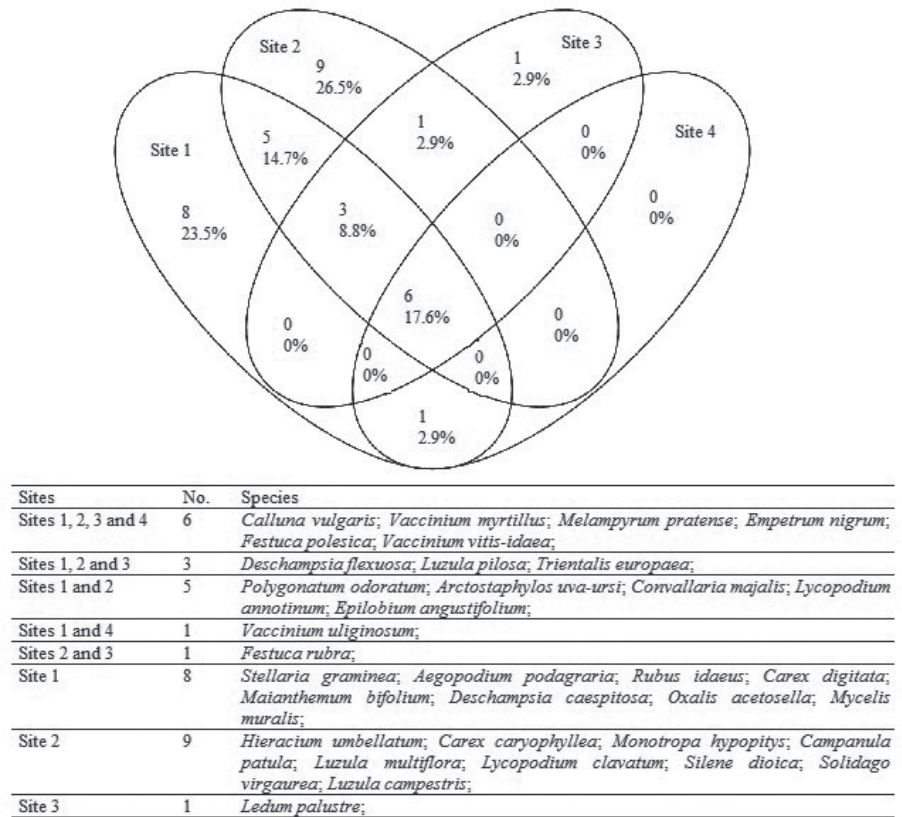 Site 2
9
26.5%
1
2.9%
Site 3
5
14.7%
1
2.9%
0
0%
Site 4
Site 1
8
23.5%
3
8.8%
0
0%
0
0%
6
17.6%
0
0%
0
0%
0
0%
0
0%
1
2.9%
Sites No. Species
Sites 1, 2, 3 and 4 6 Calluna vulgaris; Vaccinium myrtillus; Melampyrum pratense; Empetrum nigrum;
Festuca polesica; Vaccinium vitis-idaea;
Sites 1, 2 and 3 3 Deschampsia flexuosa; Luzula pilosa; Trientalis europaea;
Sites 1 and 2 5 Polygonatum odoratum; Arctostaphylos uva-ursi; Convallaria majalis; Lycopodium
annotinum; Epilobium angustifolium;
Sites 1 and 4 1 Vaccinium uliginosum;
Sites 2 and 3 1 Festuca rubra;
Site 1 8 Stellaria graminea; Aegopodium podagraria; Rubus idaeus; Carex digitata;
Maianthemum bifolium; Deschampsia caespitosa; Oxalis acetosella; Mycelis
muralis;
Site 2 9 Hieracium umbellatum; Carex caryophyllea; Monotropa hypopitys; Campanula
patula; Luzula multiflora; Lycopodium clavatum; Silene dioica; Solidago
virgaurea; Luzula campestris;
Site 3 1 Ledum palustre;